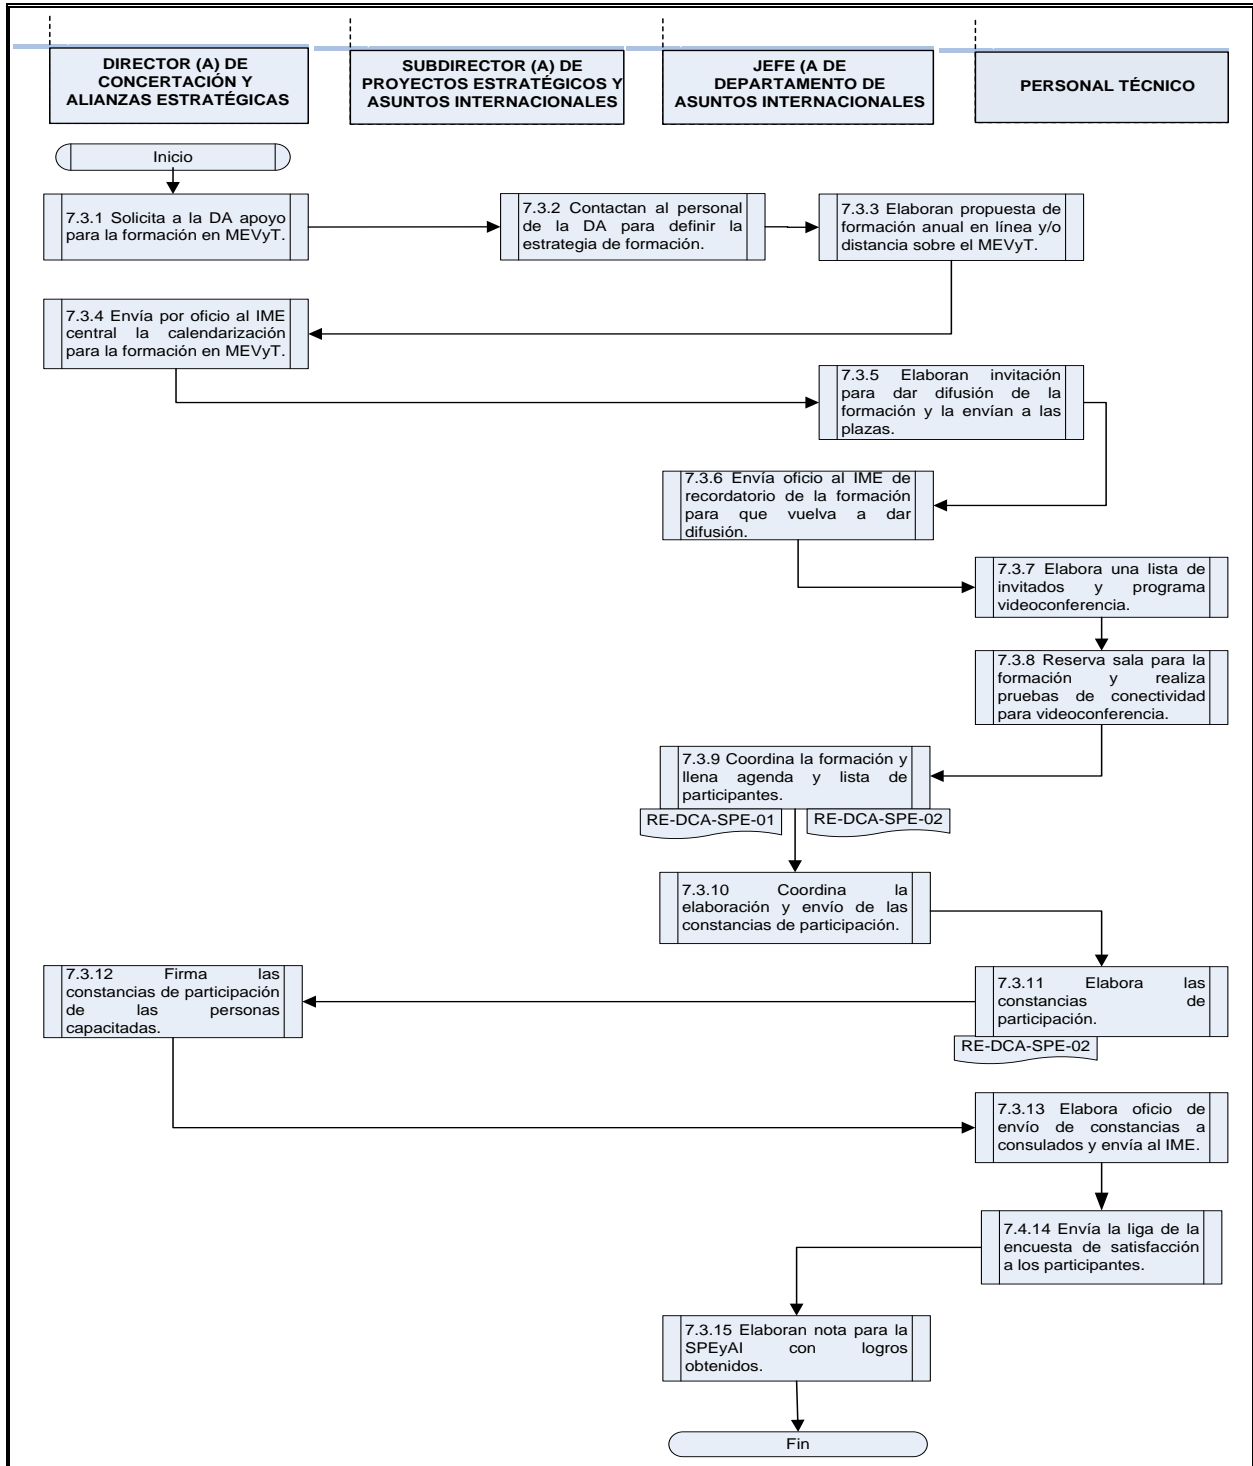 DIRECTOR (A) DE
CONCERTACIÓN Y
ALIANZAS ESTRATÉGICAS
SUBDIRECTOR (A) DE
PROYECTOS ESTRATÉGICOS Y
ASUNTOS INTERNACIONALES
JEFE (A DE
DEPARTAMENTO DE
ASUNTOS INTERNACIONALES
PERSONAL TÉCNICO
Inicio
7.3.1 Solicita a la DA apoyo
para la formación en MEVyT.
7.3.2 Contactan al personal
de la DA para definir la
estrategia de formación.
7.3.3 Elaboran propuesta de
formación anual en línea y/o
distancia sobre el MEVyT.
7.3.4 Envía por oficio al IME
central la calendarización
para la formación en MEVyT.
7.3.5 Elaboran invitación
para dar difusión de la
formación y la envían a las
plazas.
7.3.6 Envía oficio al IME de
recordatorio de la formación
para que vuelva a dar
difusión.
7.3.7 Elabora una lista de
invitados y programa
videoconferencia.
7.3.8 Reserva sala para la
formación y realiza
pruebas de conectividad
para videoconferencia.
7.3.9 Coordina la formación y
llena agenda y lista de
participantes.
RE-DCA-SPE-01
RE-DCA-SPE-02
7.3.10 Coordina la
elaboración y envío de las
constancias de participación.
7.3.12 Firma las
constancias de participación
de las personas
capacitadas.
7.3.11 Elabora las
constancias de
participación.
RE-DCA-SPE-02
7.3.13 Elabora oficio de
envío de constancias a
consulados y envía al IME.
7.4.14 Envía la liga de la
encuesta de satisfacción
a los participantes.
7.3.15 Elaboran nota para la
SPEyAI con logros
obtenidos.
Fin